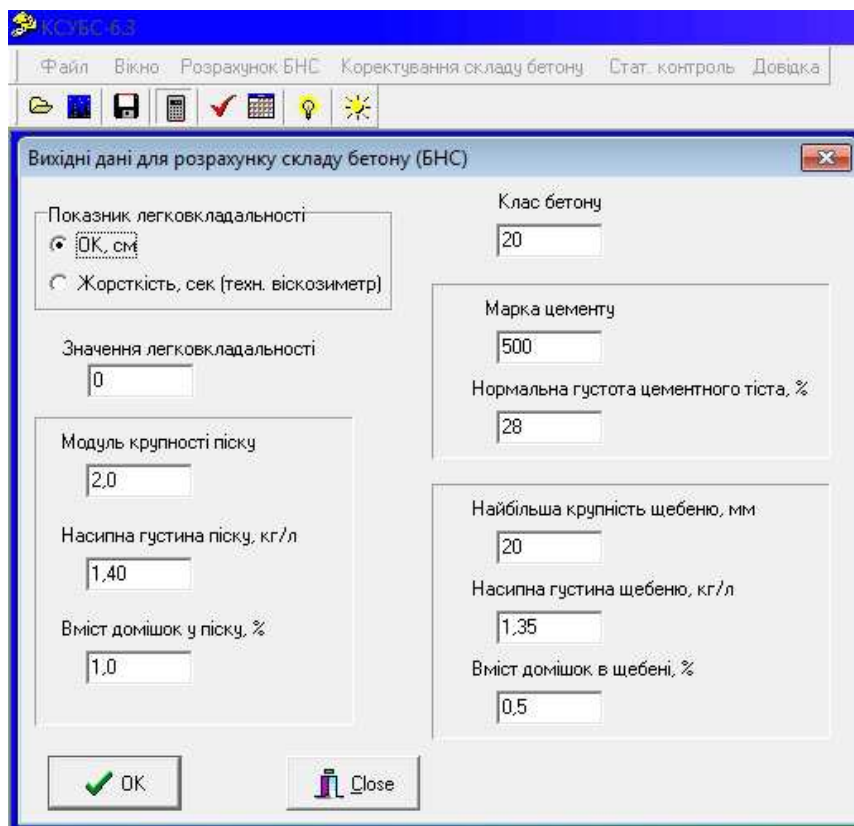 КСУБС-6.3
Файл Вікно Розрахунок БНС Коректування складу бетону Стат. контроль Довідка
Вихідні дані для розрахунку складу бетону (БНС)
Показник легковкладальності
ОК, см
Жорсткість, сек (техн. віскозиметр)
Значення легковкладальності
0
Модуль крупності піску
2,0
Насипна густина піску, кг/л
1,40
Вміст домішок у піску, %
1,0
Клас бетону
20
Марка цементу
500
Нормальна густота цементного тіста, %
28
Найбільша крупність щебеню, мм
20
Насипна густина щебеню, кг/л
1,35
Вміст домішок в щебені, %
0,5
OK
Close